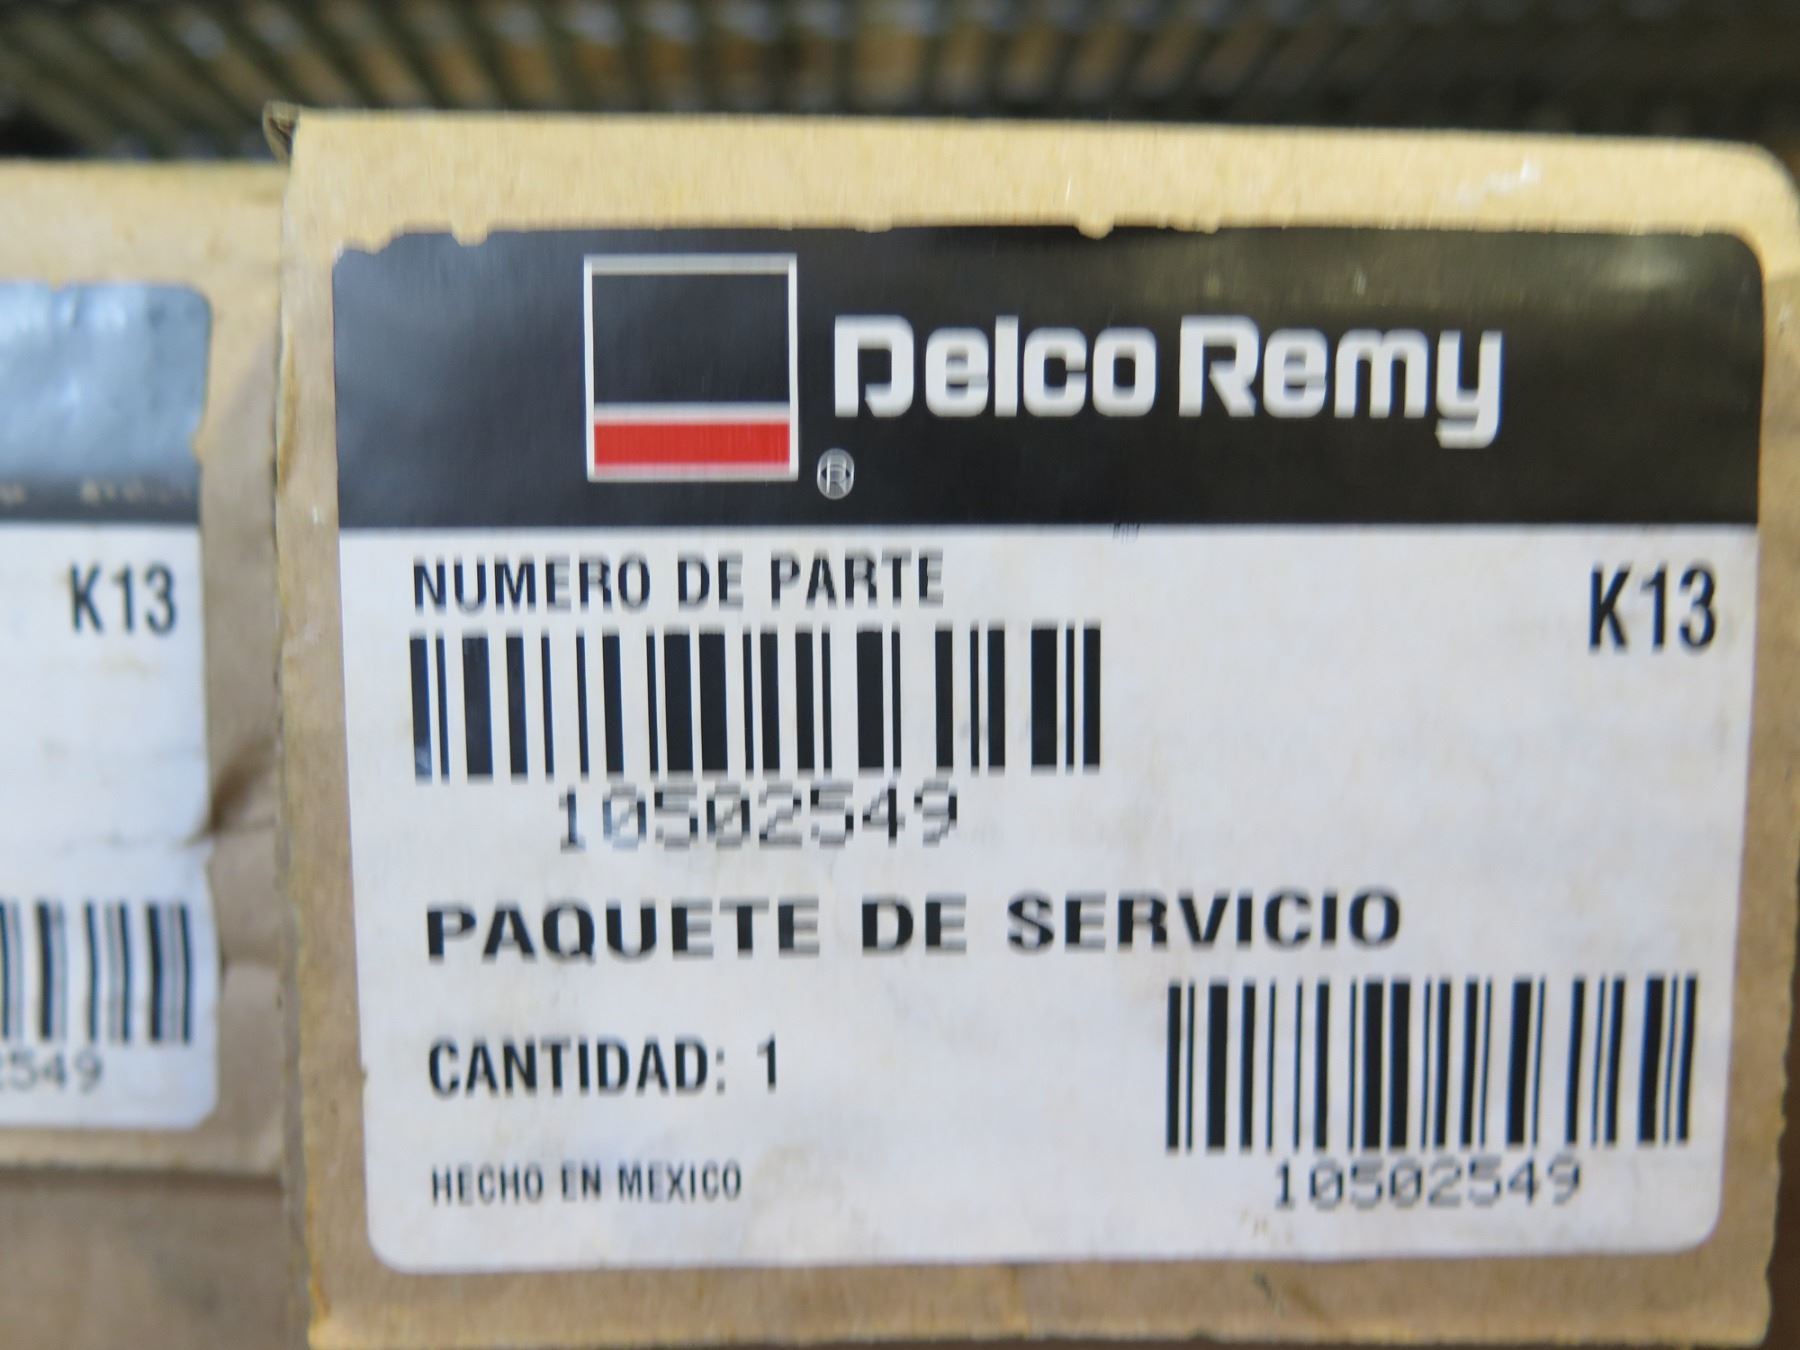 Delco Remy
®
NUMERO DE PARTE
K13
10502549
PAQUETE DE SERVICIO
CANTIDAD: 1
10502549
HECHO EN MEXICO
K13
2549